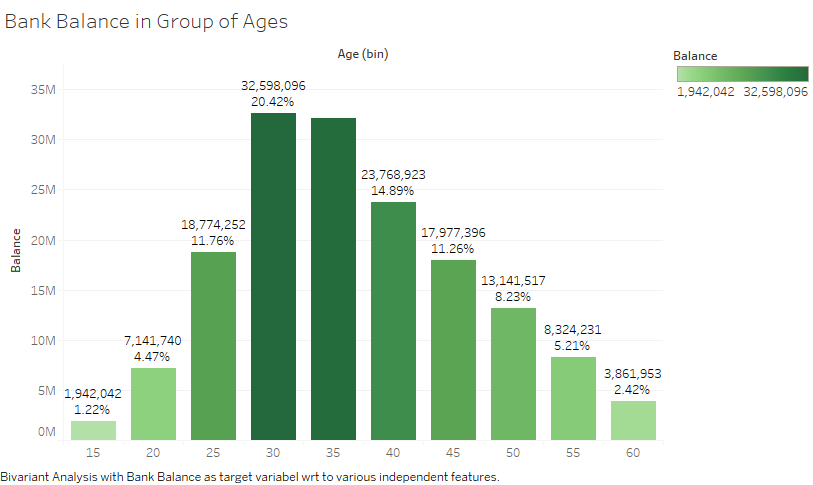 Bank Balance in Group of Ages
Age (bin)
Balance
1,942,042 32,598,096
Balance
35M
30M
25M
20M
15M
10M
5M
0M
32,598,096
20.42%
23,768,923
14.89%
18,774,252
11.76%
17,977,396
11.26%
13,141,517
8.23%
7,141,740
4.47%
8,324,231
5.21%
3,861,953
2.42%
1,942,042
1.22%
15 20 25 30 35 40 45 50 55 60
Bivariant Analysis with Bank Balance as target variabel wrt to various independent features.